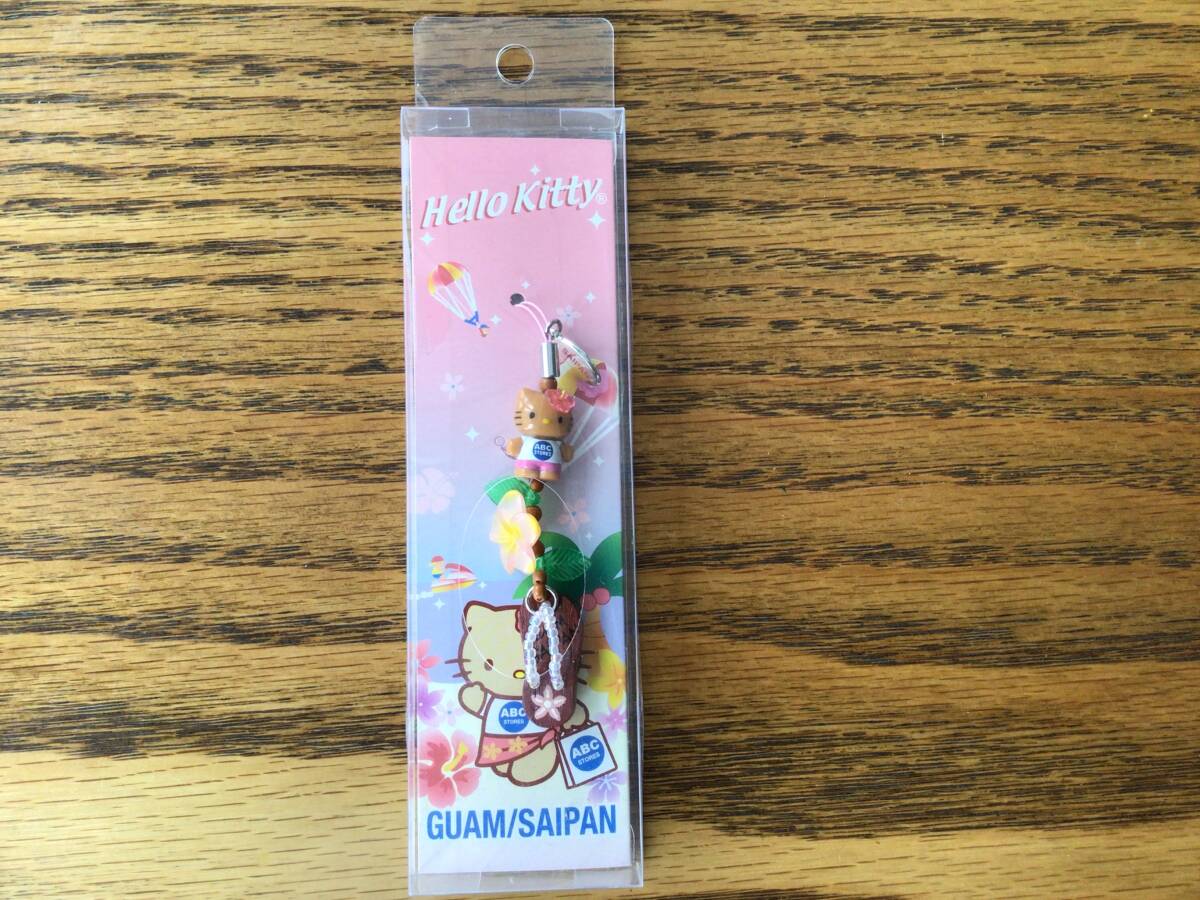 Hello Kitty®
ABC
STORES
ABC
STORES
ABC
STORES
GUAM/SAIPAN